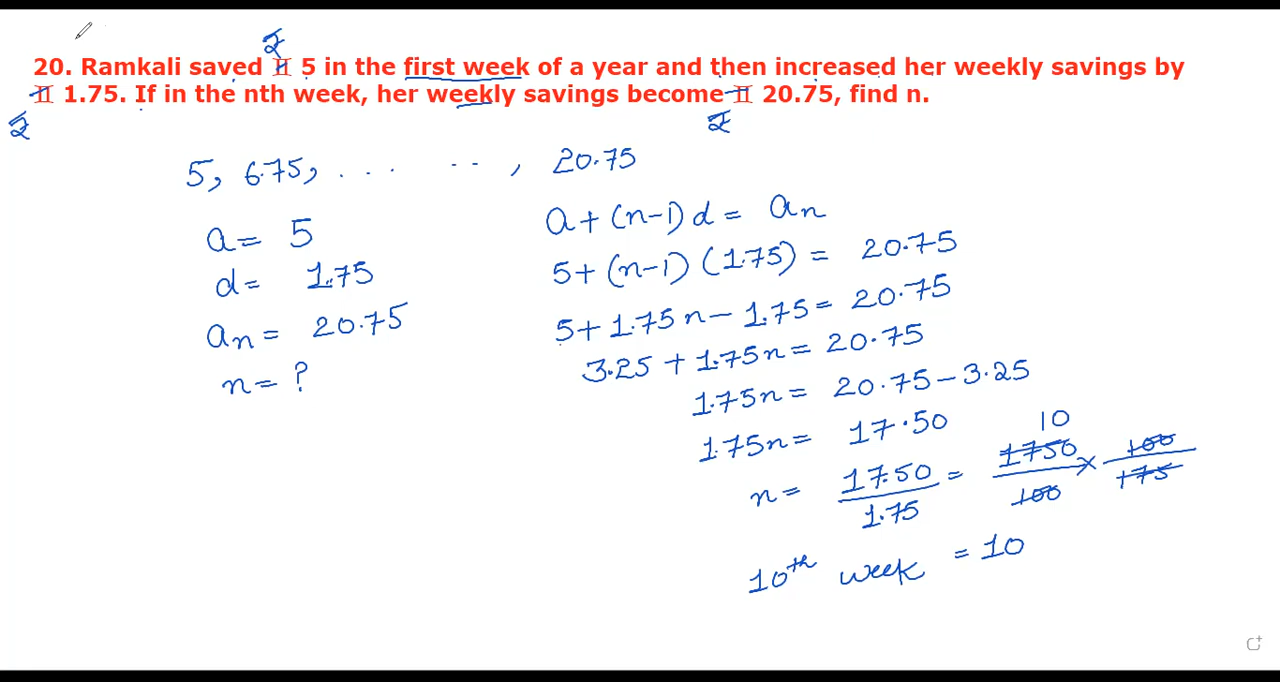 20. Ramkali saved ₹ 5 in the first week of a year and then increased her weekly savings by
₹ 1.75. If in the nth week, her weekly savings become ₹ 20.75, find n.
5, 6.75, . . . . . , 20.75
a = 5
d = 1.75
an = 20.75
n = ?
a + (n-1) d = an
5 + (n-1) (1.75) = 20.75
5 + 1.75 n - 1.75 = 20.75
3.25 + 1.75n = 20.75
1.75n = 20.75 - 3.25
1.75n = 17.50
n = 17.50/1.75 = 1750/100 × 100/175
10
= 10
10th week